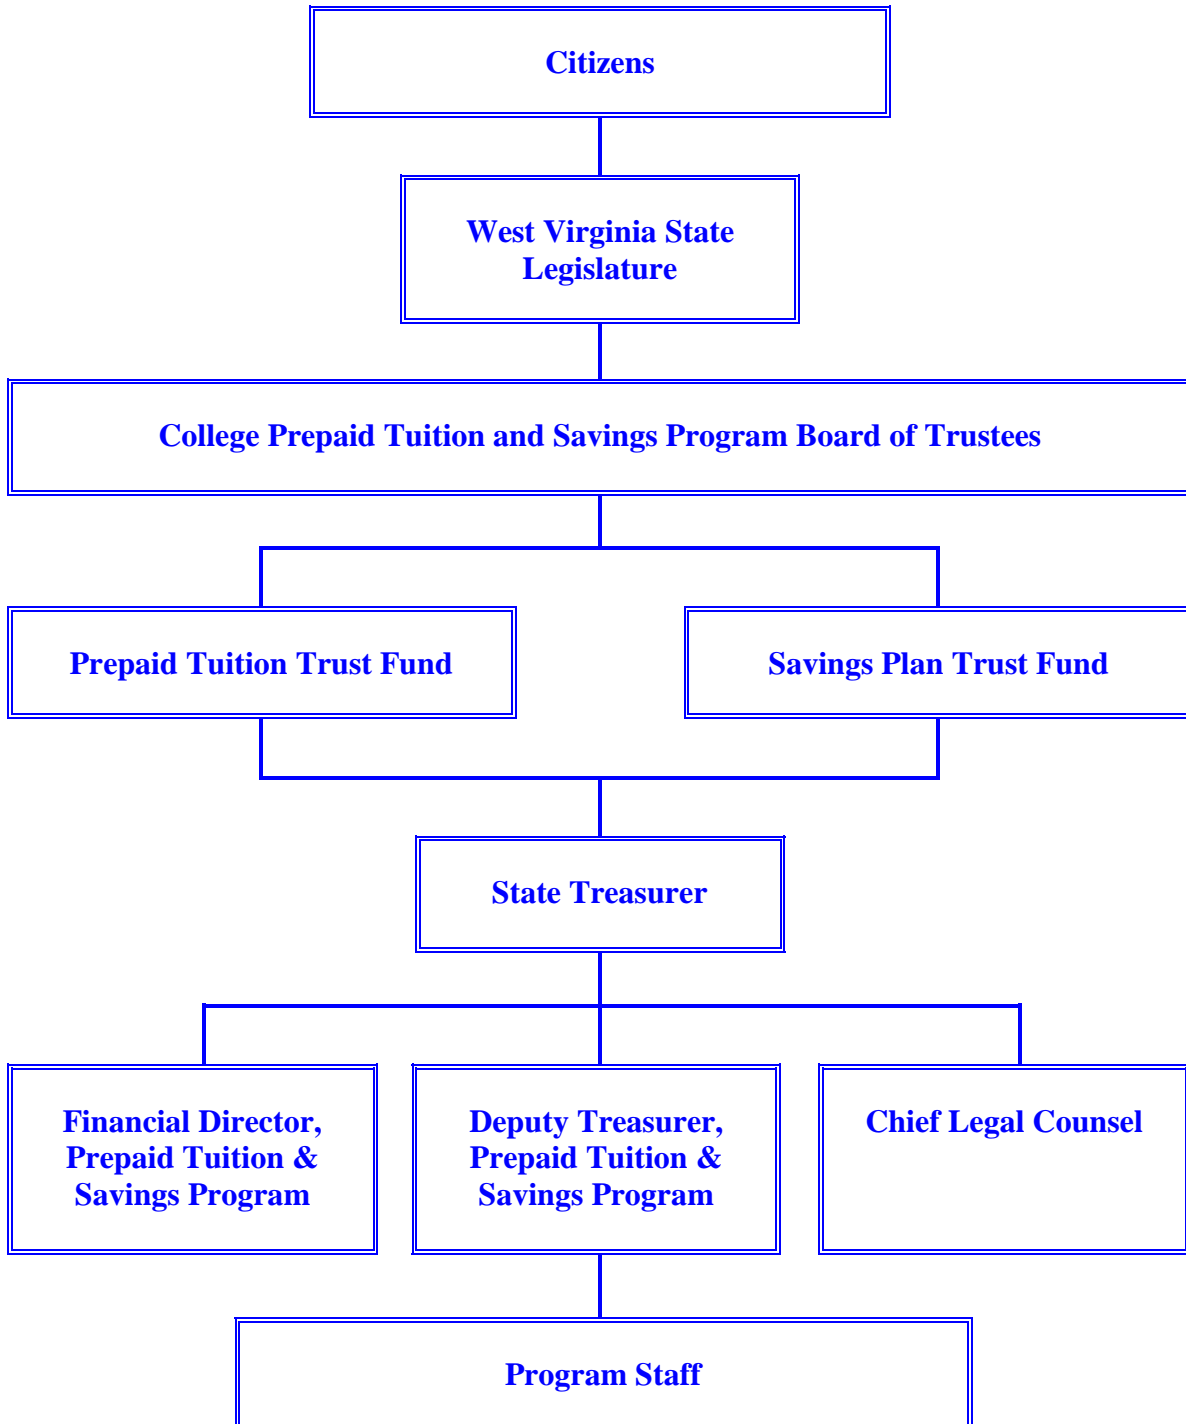 Citizens
West Virginia State
Legislature
College Prepaid Tuition and Savings Program Board of Trustees
Prepaid Tuition Trust Fund
Savings Plan Trust Fund
State Treasurer
Financial Director,
Prepaid Tuition &
Savings Program
Deputy Treasurer,
Prepaid Tuition &
Savings Program
Chief Legal Counsel
Program Staff